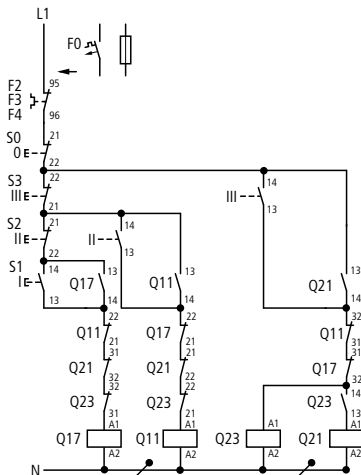 L1
F0
F2 95
F3
F4 96
S0 21
0 E
22
S3 22
III E
21
S2 21
II E
22
S1 14
I E
13
II 14
13
III 14
13
Q17 13
14
Q11 13
14
Q21 13
14
Q11 22
21
Q17 22
21
Q11 32
31
Q21 31
32
Q21 22
21
Q17 31
32
Q23 32
31
Q23 22
21
Q23 14
13
Q17 A1
A2
Q11 A1
A2
Q23 A1
A2
Q21 A1
A2
N